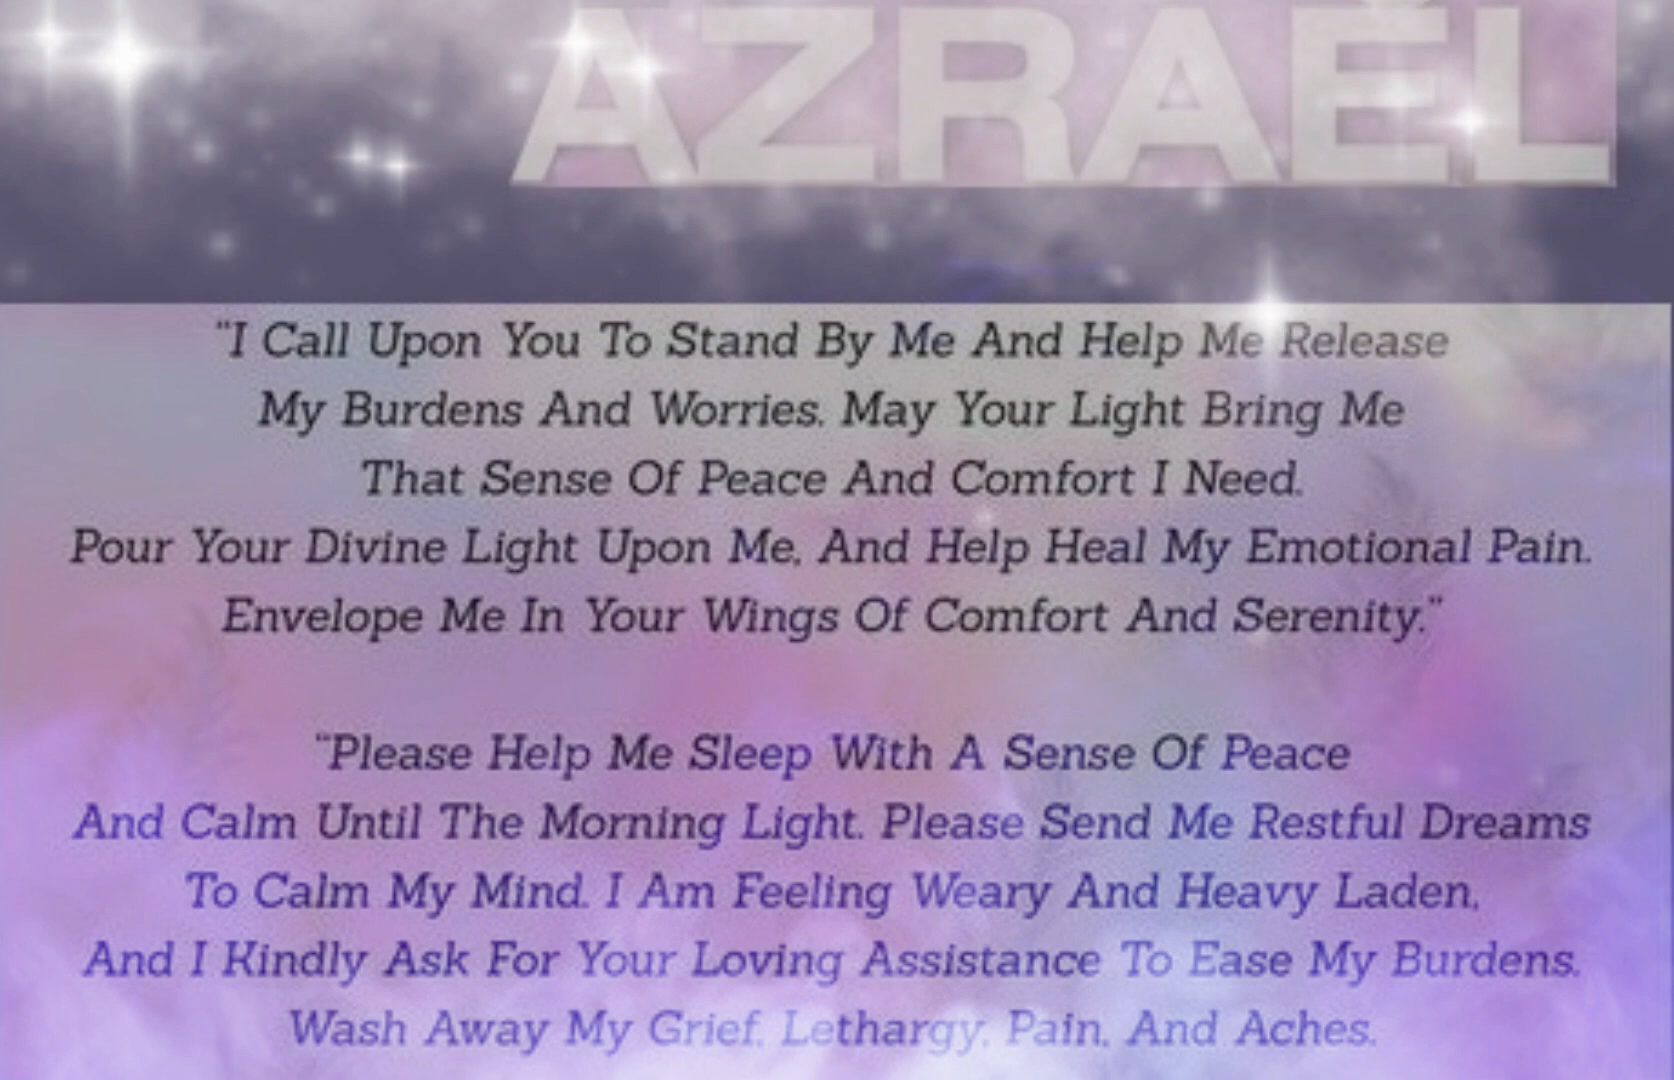 AZRAEL
"I Call Upon You To Stand By Me And Help Me Release
My Burdens And Worries. May Your Light Bring Me
That Sense Of Peace And Comfort I Need.
Pour Your Divine Light Upon Me, And Help Heal My Emotional Pain.
Envelope Me In Your Wings Of Comfort And Serenity."
"Please Help Me Sleep With A Sense Of Peace
And Calm Until The Morning Light. Please Send Me Restful Dreams
To Calm My Mind. I Am Feeling Weary And Heavy Laden,
And I Kindly Ask For Your Loving Assistance To Ease My Burdens.
Wash Away My Grief, Lethargy, Pain, And Aches.